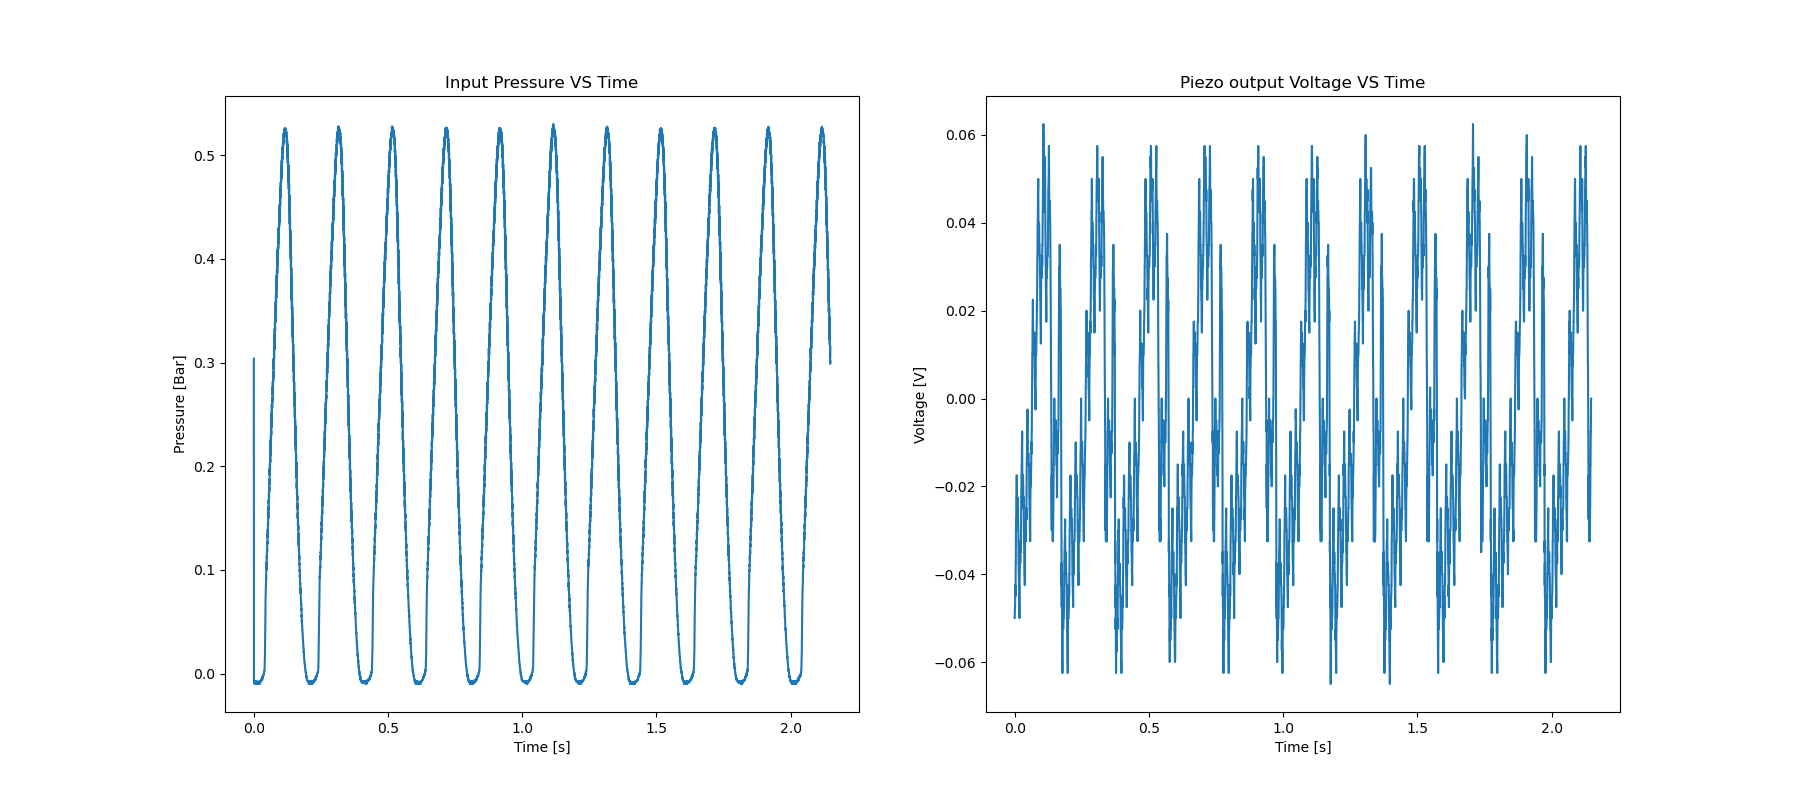 Input Pressure VS Time
Pressure [Bar]
0.5
0.4
0.3
0.2
0.1
0.0
0.0 0.5 1.0 1.5 2.0
Time [s]
Piezo output Voltage VS Time
Voltage [V]
0.06
0.04
0.02
0.00
−0.02
−0.04
−0.06
0.0 0.5 1.0 1.5 2.0
Time [s]